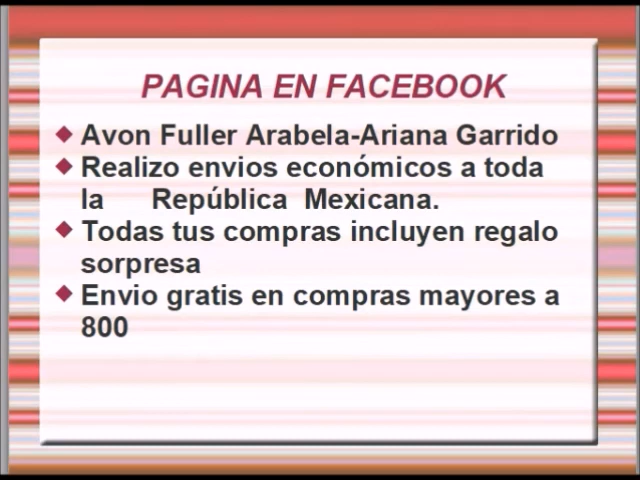 PAGINA EN FACEBOOK
Avon Fuller Arabela-Ariana Garrido
Realizo envios económicos a toda
la República Mexicana.
Todas tus compras incluyen regalo
sorpresa
Envio gratis en compras mayores a
800